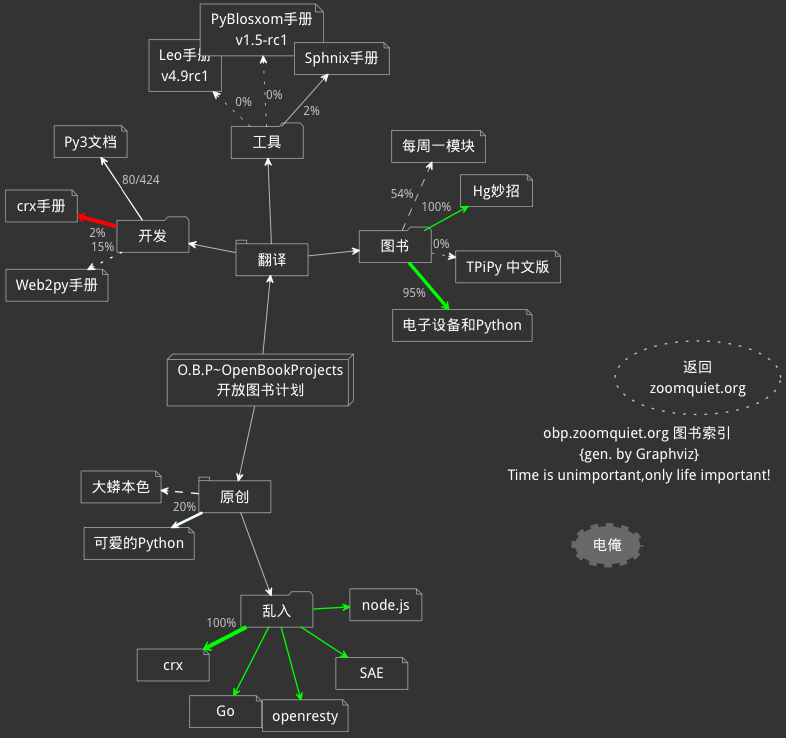 PyBlosxom手册
v1.5-rc1
Leo手册
v4.9rc1
Sphnix手册
0%
0%
2%
工具
Py3文档
80/424
crx手册
2%
15%
开发
Web2py手册
翻译
每周一模块
54%
Hg妙招
100%
图书
0%
TPiPy 中文版
95%
电子设备和Python
O.B.P~OpenBookProjects
开放图书计划
返回
zoomquiet.org
obp.zoomquiet.org 图书索引
{gen. by Graphviz}
Time is unimportant,only life important!
大蟒本色
20%
原创
可爱的Python
电俺
乱入
100%
node.js
crx
SAE
Go
openresty